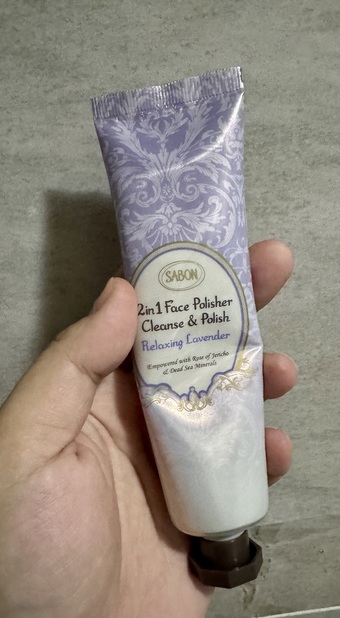 SABON
2in1 Face Polisher
Cleanse & Polish
Relaxing Lavender
Empowered with Rose of Jericho
& Dead Sea Minerals